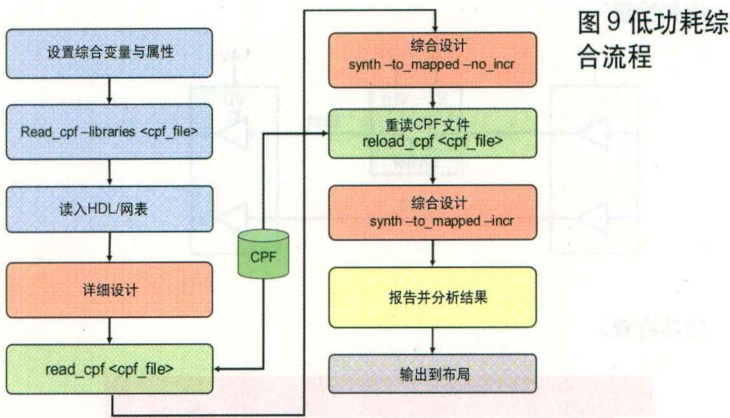 设置综合变量与属性
Read_cpf –libraries <cpf_file>
读入HDL/网表
详细设计
read_cpf <cpf_file>
CPF
综合设计
synth –to_mapped –no_incr
重读CPF文件
reload_cpf <cpf_file>
综合设计
synth –to_mapped –incr
报告并分析结果
输出到布局
图 9 低功耗综
合流程